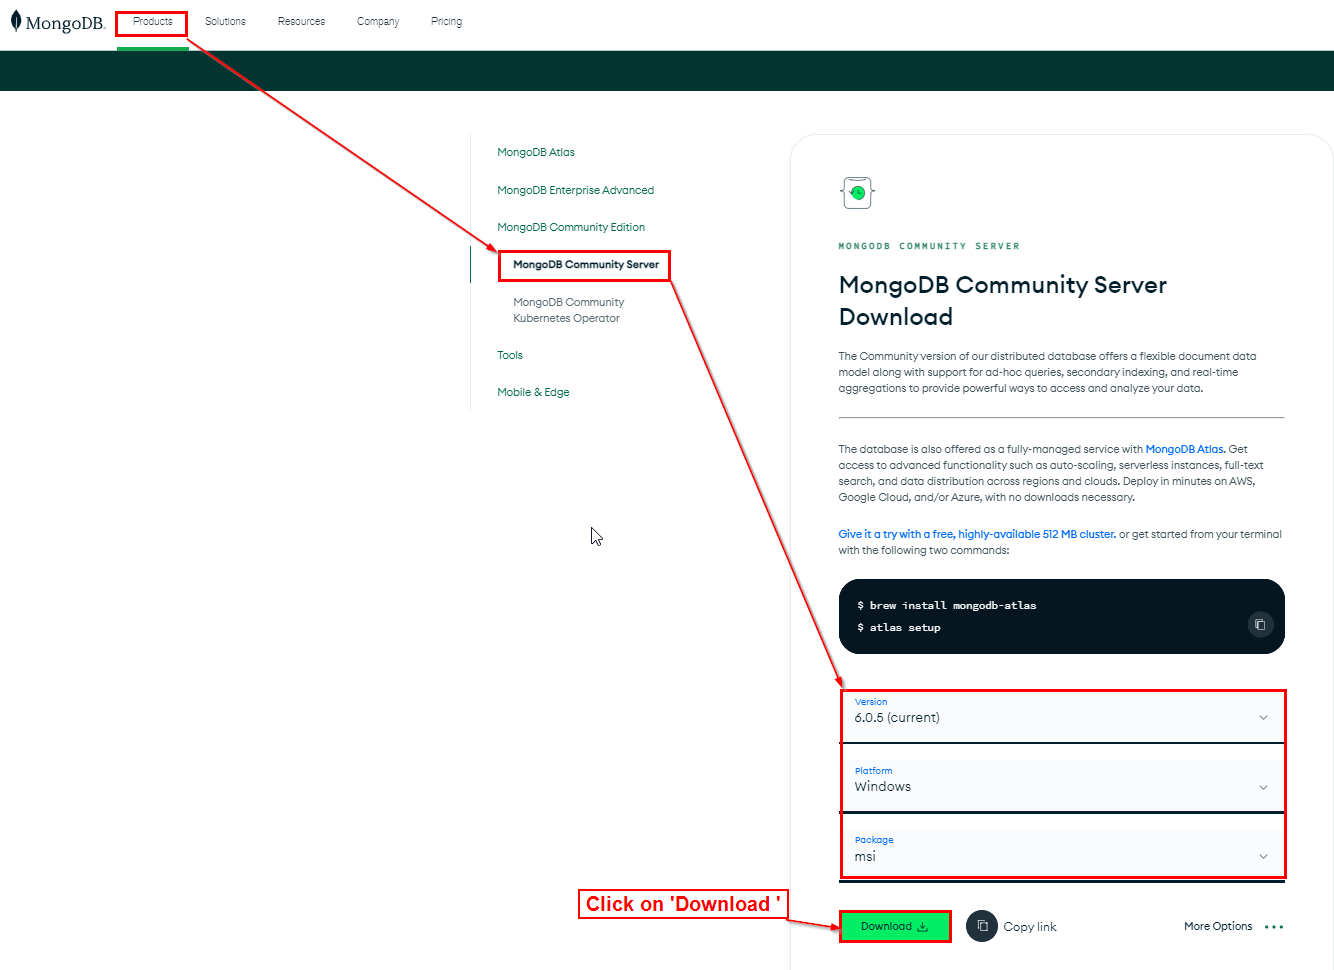 MongoDB.
Products
Solutions
Resources
Company
Pricing
MongoDB Atlas
MongoDB Enterprise Advanced
MongoDB Community Edition
MongoDB Community Server
MongoDB Community
Kubernetes Operator
Tools
Mobile & Edge
MONGODB COMMUNITY SERVER
MongoDB Community Server
Download
The Community version of our distributed database offers a flexible document data
model along with support for ad-hoc queries, secondary indexing, and real-time
aggregations to provide powerful ways to access and analyze your data.
The database is also offered as a fully-managed service with MongoDB Atlas. Get
access to advanced functionality such as auto-scaling, serverless instances, full-text
search, and data distribution across regions and clouds. Deploy in minutes on AWS,
Google Cloud, and/or Azure, with no downloads necessary.
Give it a try with a free, highly-available 512 MB cluster. or get started from your terminal
with the following two commands:
$ brew install mongodb-atlas
$ atlas setup
Version
6.0.5 (current)
Platform
Windows
Package
msi
Click on 'Download '
Download
Copy link
More Options